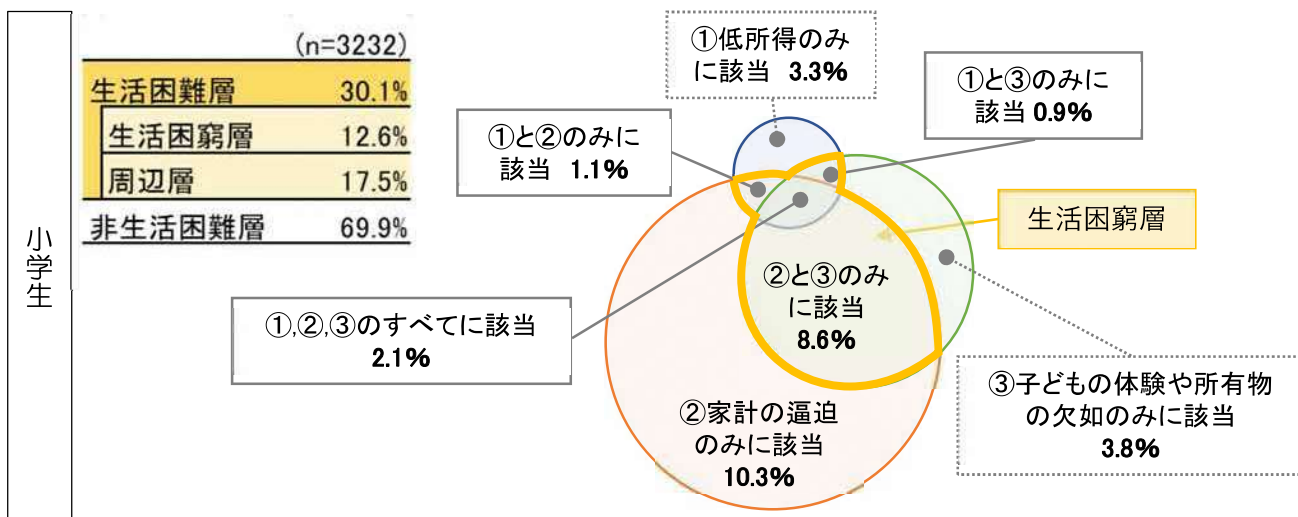 小学生
(n=3232)
生活困難層 30.1%
生活困窮層 12.6%
周辺層 17.5%
非生活困難層 69.9%
①低所得のみ
に該当 3.3%
①と③のみに
該当 0.9%
①と②のみに
該当 1.1%
生活困窮層
②と③のみ
に該当
8.6%
①,②,③のすべてに該当
2.1%
③子どもの体験や所有物
の欠如のみに該当
3.8%
②家計の逼迫
のみに該当
10.3%